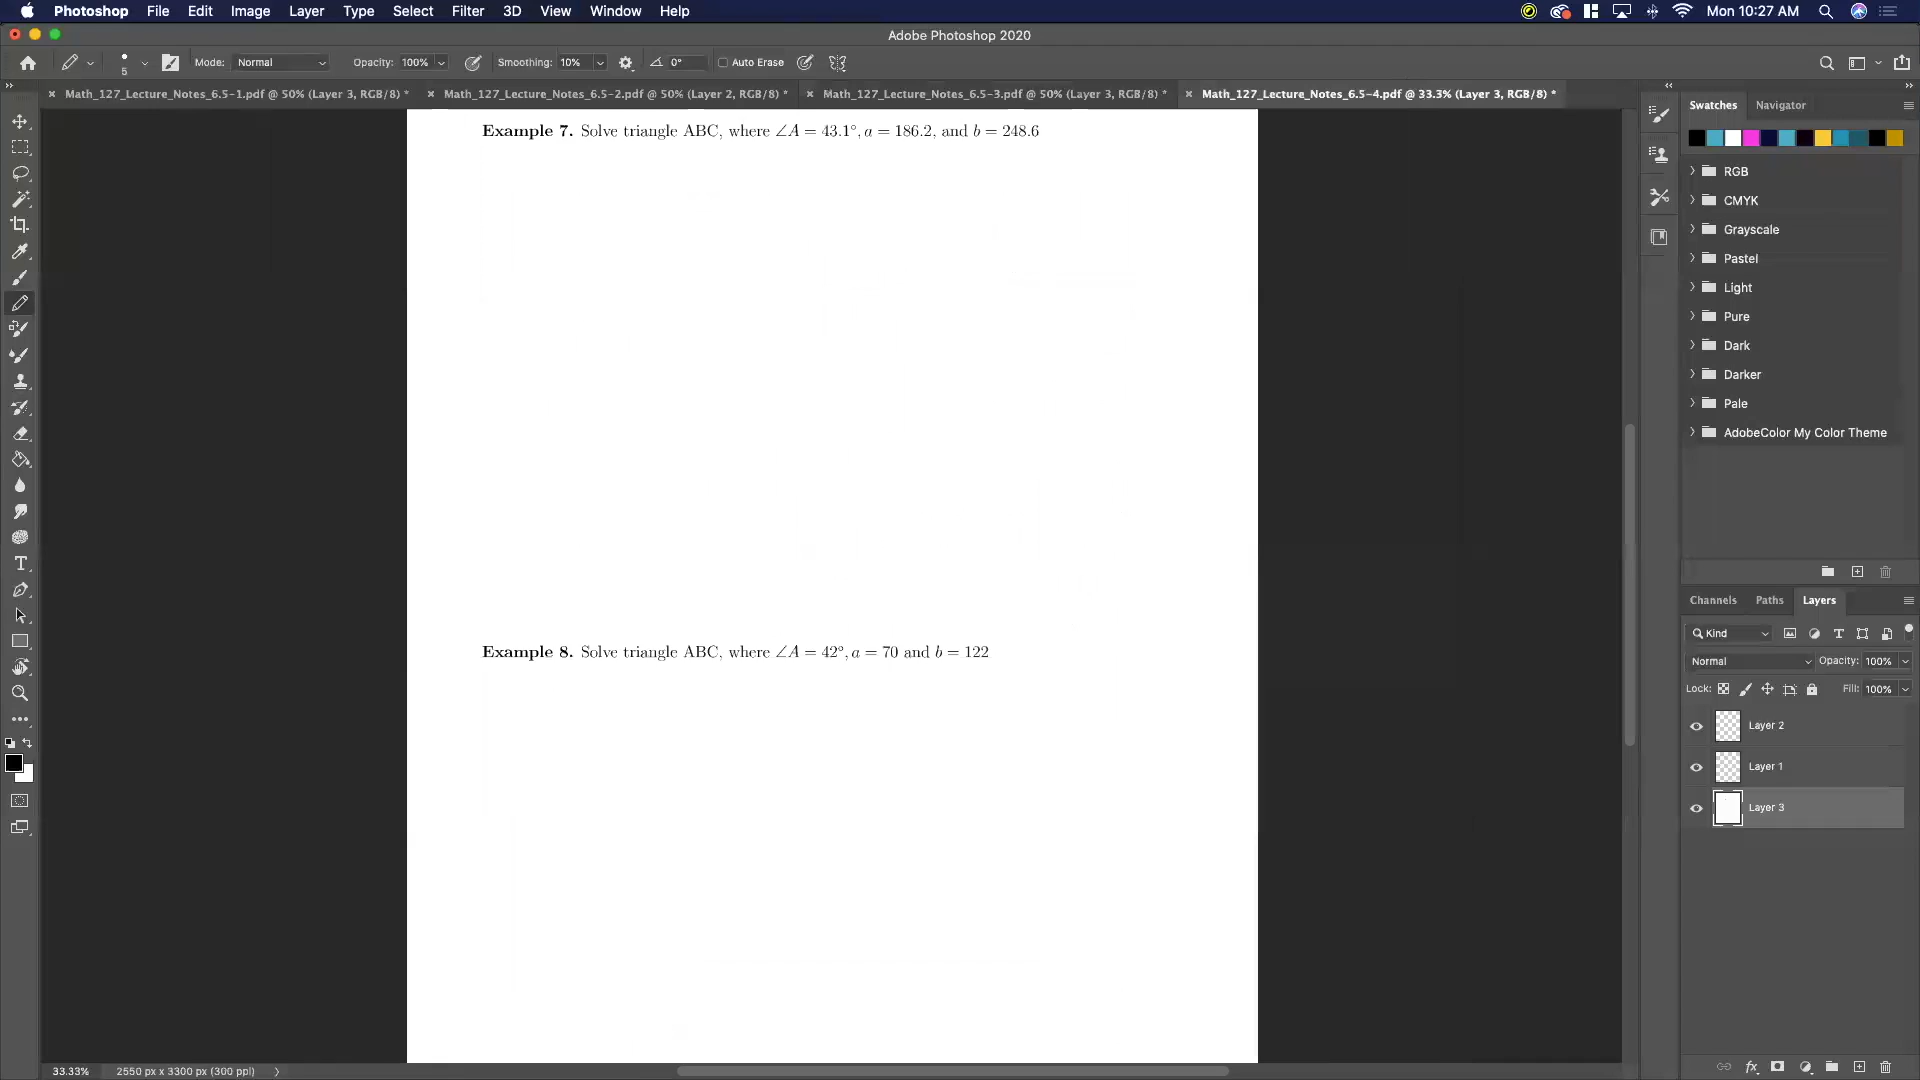 Photoshop File Edit Image Layer Type Select Filter 3D View Window Help Mon 10:27 AM
Adobe Photoshop 2020
5 Mode: Normal Opacity: 100% Smoothing: 10% 0° Auto Erase
Math_127_Lecture_Notes_6.5-1.pdf @ 50% (Layer 3, RGB/8) * Math_127_Lecture_Notes_6.5-2.pdf @ 50% (Layer 2, RGB/8) * Math_127_Lecture_Notes_6.5-3.pdf @ 50% (Layer 3, RGB/8) * Math_127_Lecture_Notes_6.5-4.pdf @ 33.3% (Layer 3, RGB/8) *
Example 7. Solve triangle ABC, where ∠A = 43.1°, a = 186.2, and b = 248.6
Example 8. Solve triangle ABC, where ∠A = 42°, a = 70 and b = 122
Swatches Navigator
RGB
CMYK
Grayscale
Pastel
Light
Pure
Dark
Darker
Pale
AdobeColor My Color Theme
Channels Paths Layers
Kind
Normal Opacity: 100%
Lock: Fill: 100%
Layer 2
Layer 1
Layer 3
fx
33.33% 2550 px x 3300 px (300 ppi)